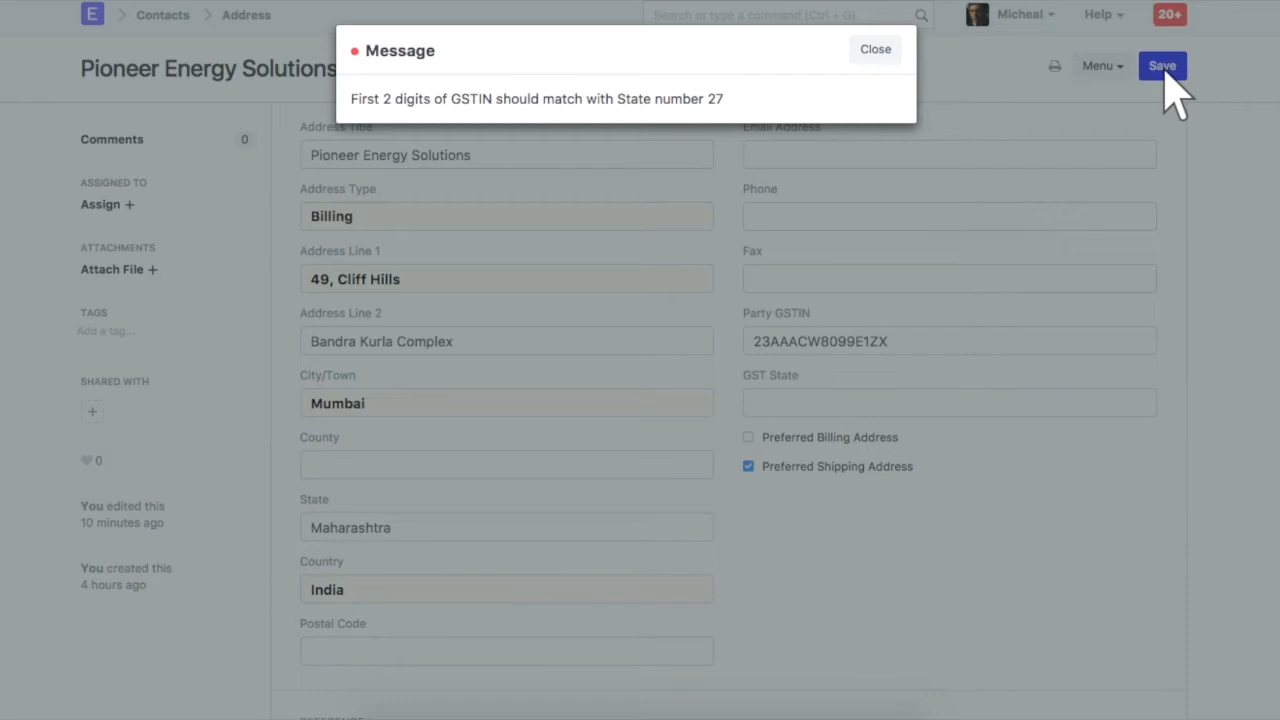 E
Contacts
Address
Search or type a command (Ctrl + G)
Micheal
Help
20+
Pioneer Energy Solutions
Menu
Save
Message
Close
First 2 digits of GSTIN should match with State number 27
Comments
0
ASSIGNED TO
Assign +
ATTACHMENTS
Attach File +
TAGS
Add a tag...
SHARED WITH
+
0
You edited this
10 minutes ago
You created this
4 hours ago
Address Title
Pioneer Energy Solutions
Address Type
Billing
Address Line 1
49, Cliff Hills
Address Line 2
Bandra Kurla Complex
City/Town
Mumbai
County
State
Maharashtra
Country
India
Postal Code
Email Address
Phone
Fax
Party GSTIN
23AAACW8099E1ZX
GST State
Preferred Billing Address
Preferred Shipping Address